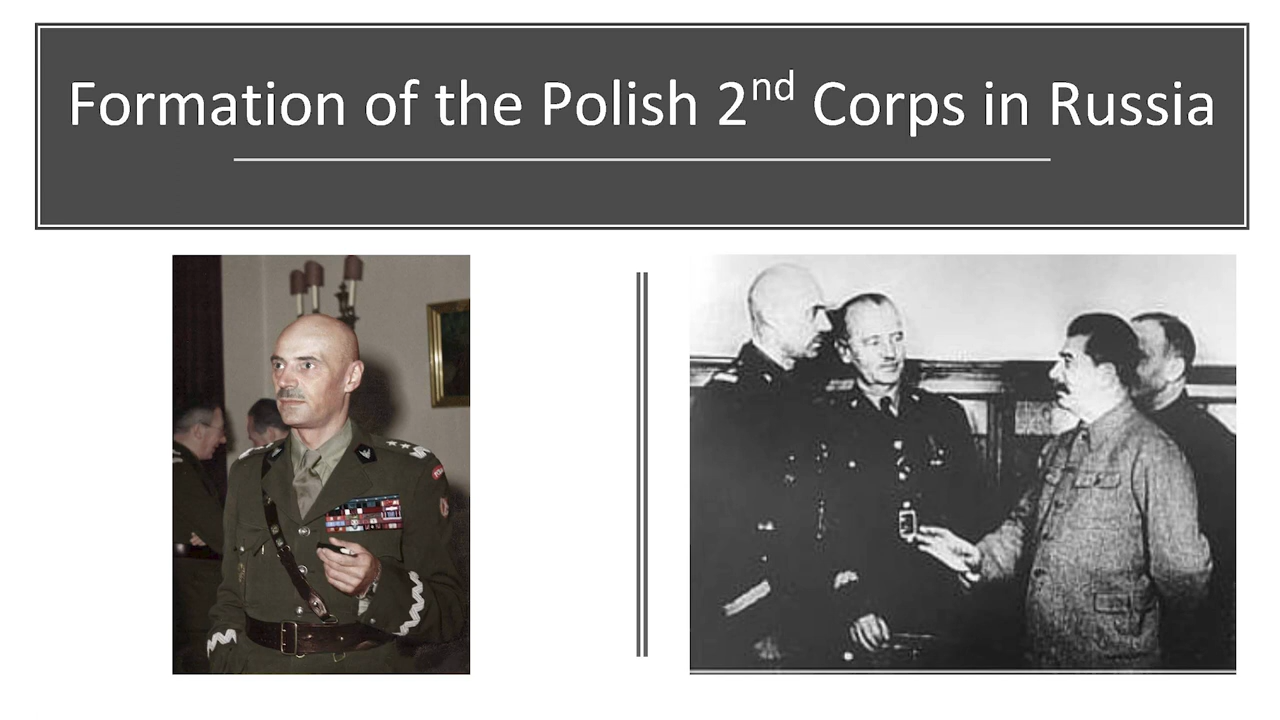 Formation of the Polish 2nd Corps in Russia